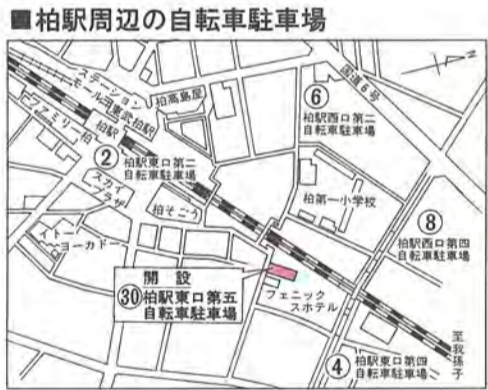 ■柏駅周辺の自転車駐車場
ステーション
モール
東武柏駅
ファミリー柏
柏駅
柏高島屋
国道6号
⑥
柏駅西口第二
自転車駐車場
②
柏駅東口第二
自転車駐車場
スカイ
プラザ
柏そごう
柏第一小学校
⑧
柏駅西口第四
自転車駐車場
イトー
ヨーカドー
開設
㉚柏駅東口第五
自転車駐車場
フェニック
スホテル
④
柏駅東口第四
自転車駐車場
至我孫子